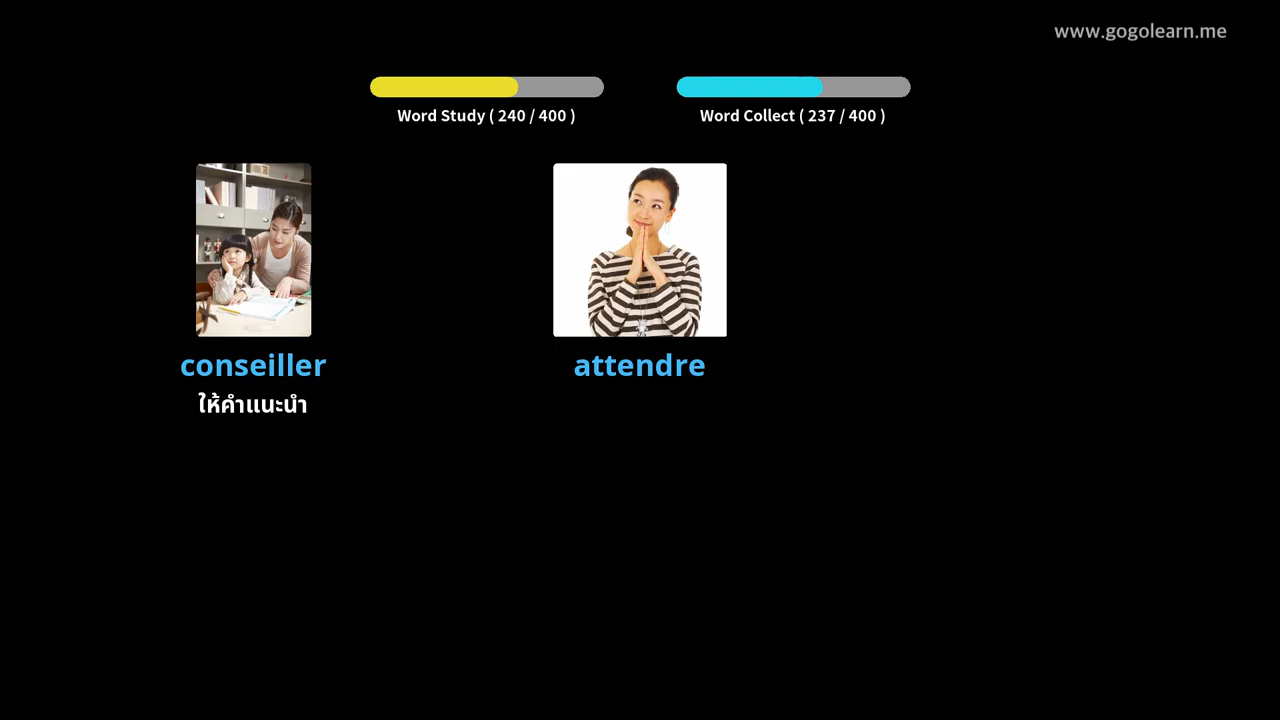 www.gogolearn.me
Word Study ( 240 / 400 )
Word Collect ( 237 / 400 )
conseiller
ให้คำแนะนำ
attendre